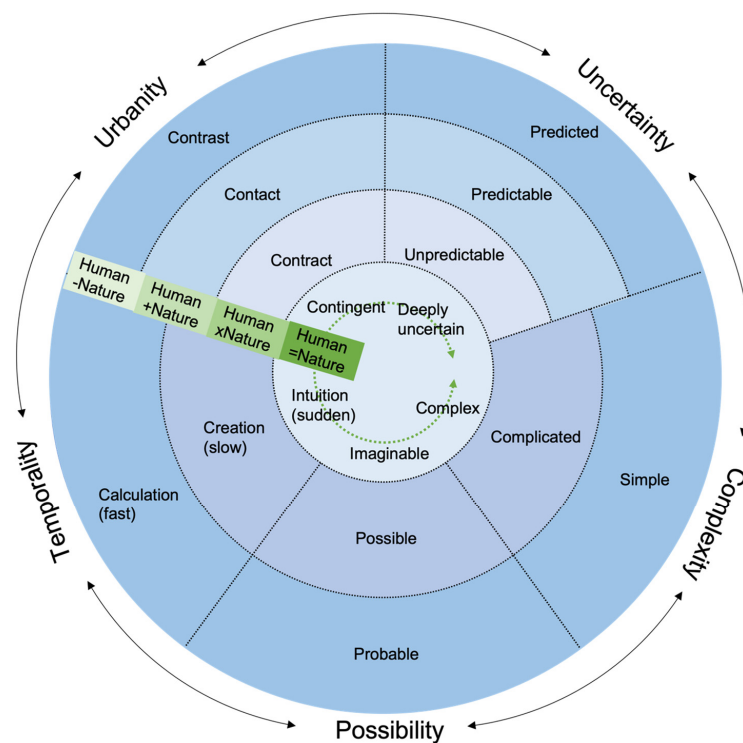 Urbanity
Uncertainty
Contrast
Predicted
Contact
Predictable
Contract
Unpredictable
Human
-Nature
Human
+Nature
Human
xNature
Human
=Nature
Contingent
Deeply
uncertain
Intuition
(sudden)
Complex
Imaginable
Creation
(slow)
Complicated
Calculation
(fast)
Simple
Possible
Probable
Temporality
Complexity
Possibility